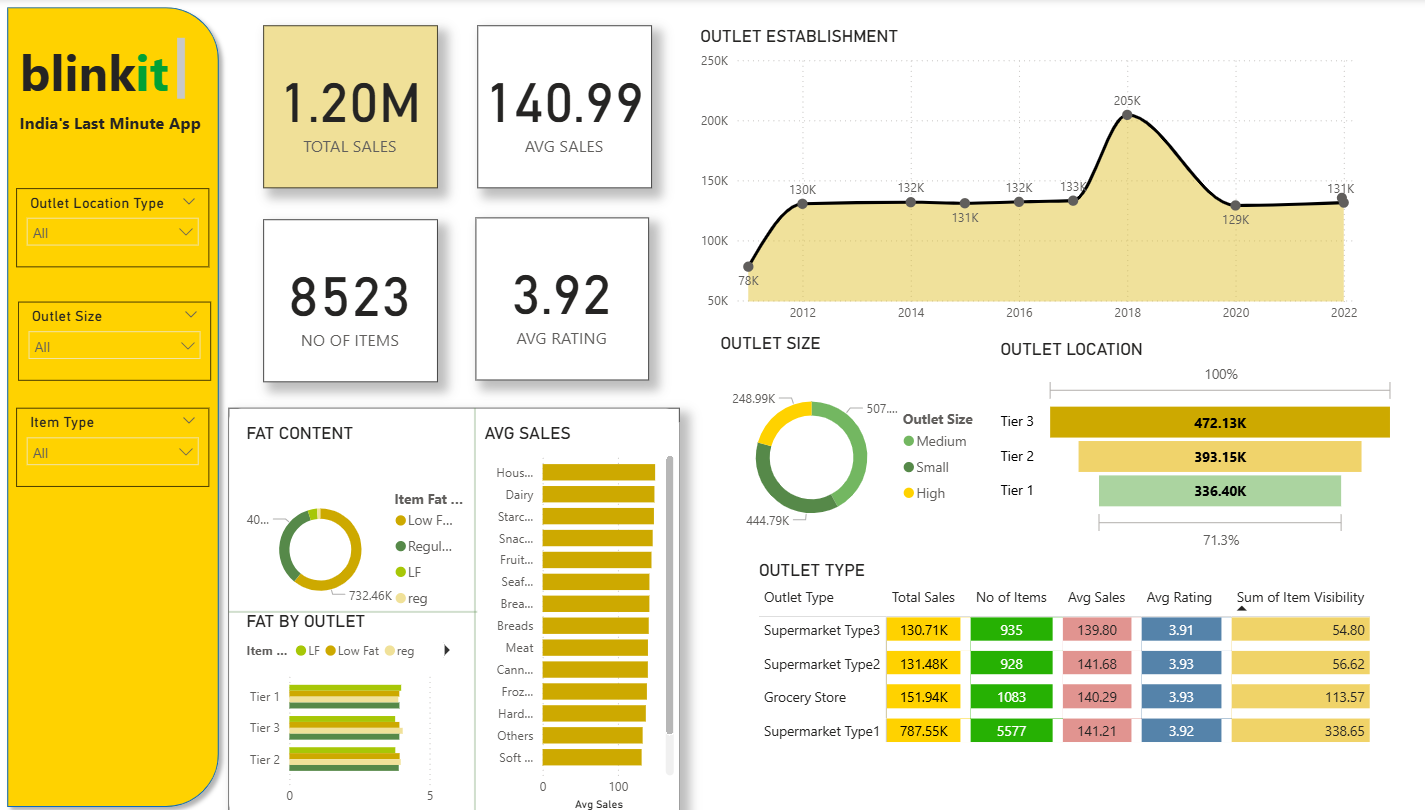 blinkit
India's Last Minute App
Outlet Location Type
All
Outlet Size
All
Item Type
All
1.20M
TOTAL SALES
140.99
AVG SALES
8523
NO OF ITEMS
3.92
AVG RATING
FAT CONTENT
40...
732.46K
Item Fat ...
Low F...
Regul...
LF
reg
FAT BY OUTLET
Item ...
LF
Low Fat
reg
Tier 1
Tier 3
Tier 2
0
5
AVG SALES
Hous...
Dairy
Starc...
Snac...
Fruit...
Seaf...
Brea...
Breads
Meat
Cann...
Froz...
Hard...
Others
Soft ...
0
100
Avg Sales
OUTLET ESTABLISHMENT
250K
200K
150K
100K
50K
78K
130K
132K
131K
132K
133K
205K
129K
131K
2012
2014
2016
2018
2020
2022
OUTLET SIZE
248.99K
507....
444.79K
Outlet Size
Medium
Small
High
OUTLET LOCATION
100%
Tier 3
472.13K
Tier 2
393.15K
Tier 1
336.40K
71.3%
OUTLET TYPE
Outlet Type Total Sales No of Items Avg Sales Avg Rating Sum of Item Visibility
Supermarket Type3 130.71K 935 139.80 3.91 54.80
Supermarket Type2 131.48K 928 141.68 3.93 56.62
Grocery Store 151.94K 1083 140.29 3.93 113.57
Supermarket Type1 787.55K 5577 141.21 3.92 338.65